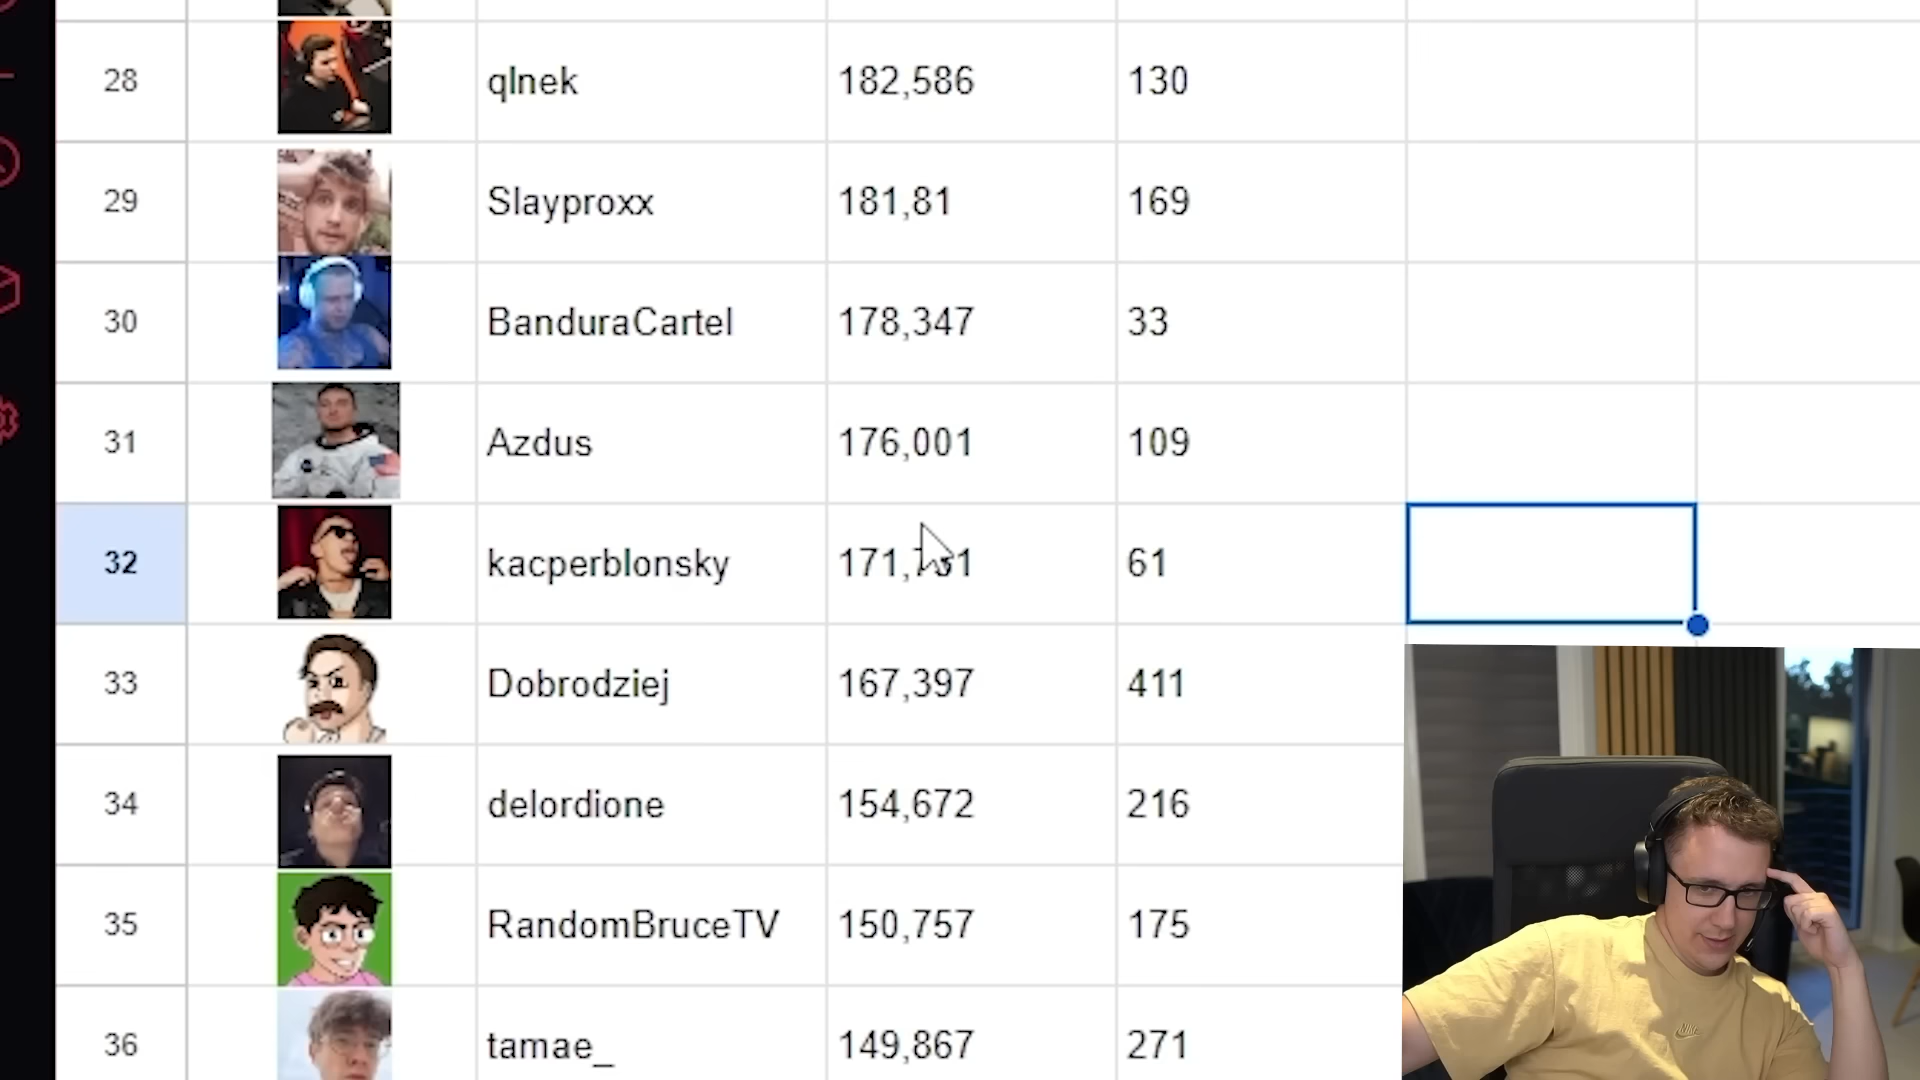 28 qlnek 182,586 130
29 Slayproxx 181,81 169
30 BanduraCartel 178,347 33
31 Azdus 176,001 109
32 kacperblonsky 61
33 Dobrodziej 167,397 411
34 delordione 154,672 216
35 RandomBruceTV 150,757 175
36 tamae_ 149,867 271